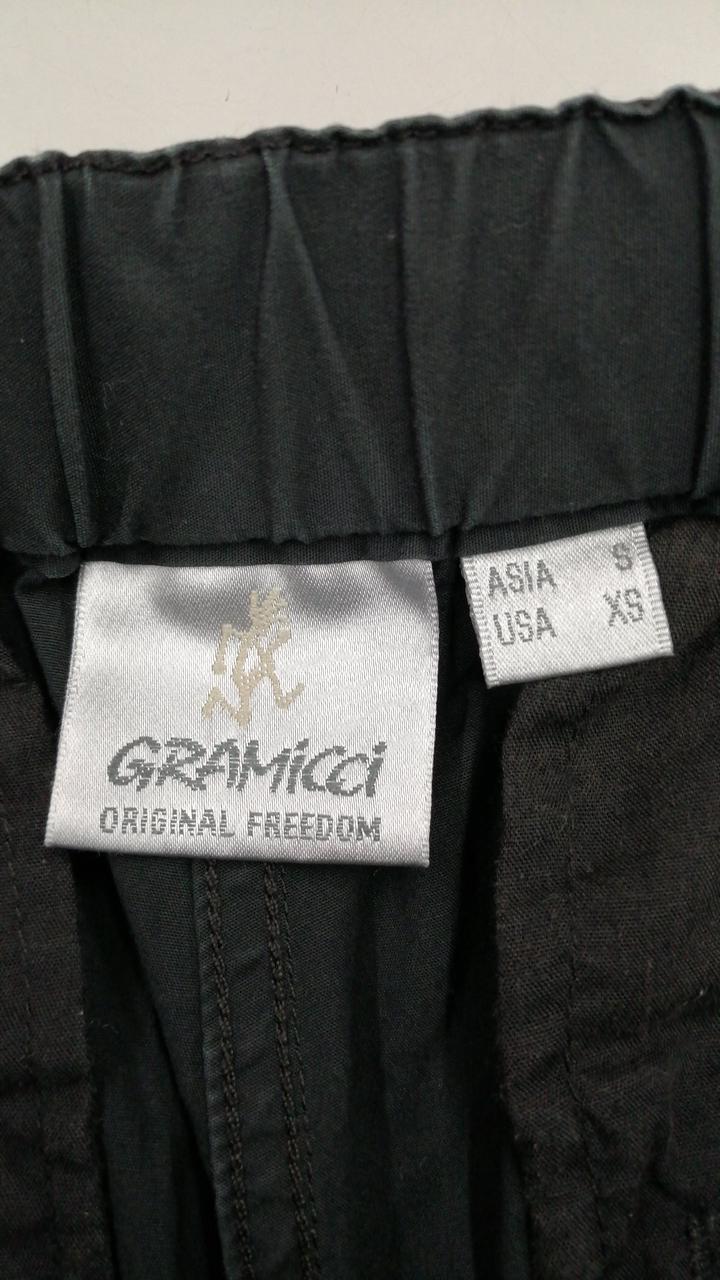 GRAMiCCi
ORIGINAL FREEDOM
ASIA S
USA XS